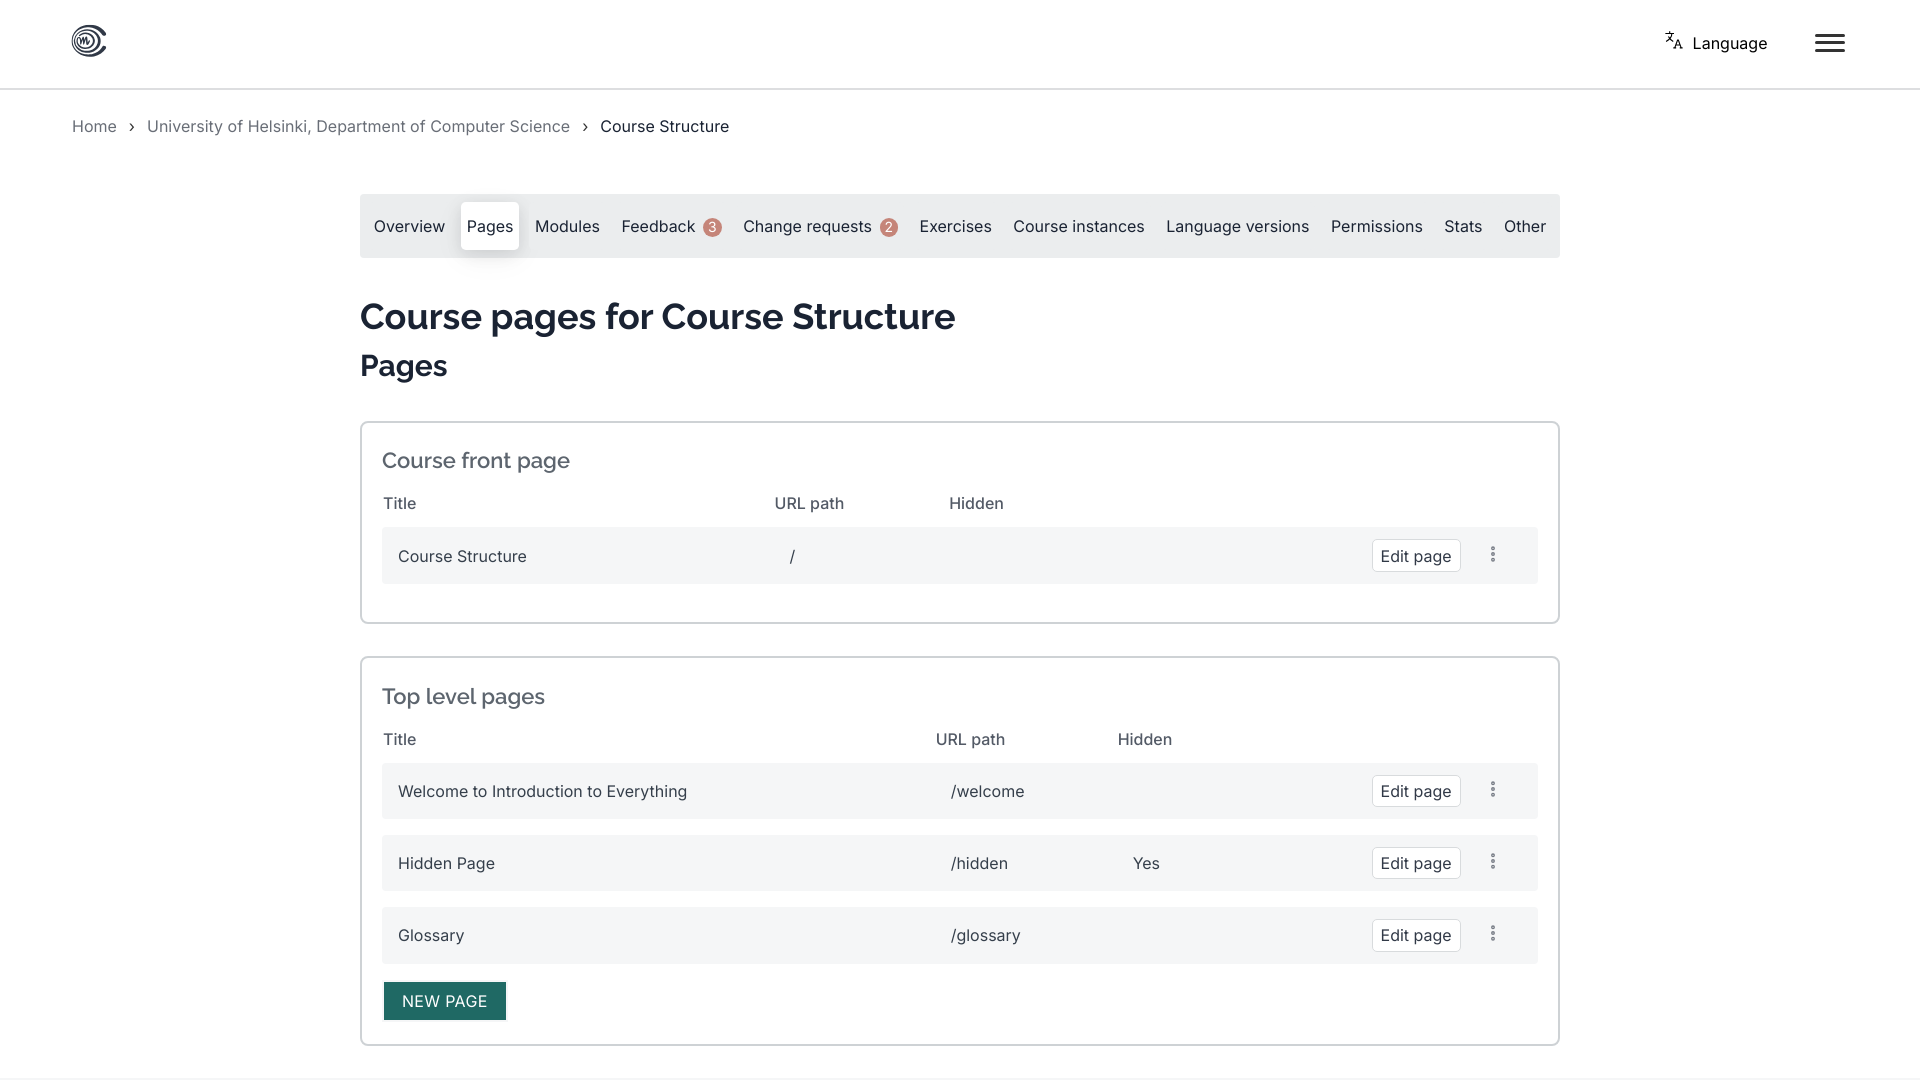 Language
Home › University of Helsinki, Department of Computer Science › Course Structure
Overview Pages Modules Feedback 3 Change requests 2 Exercises Course instances Language versions Permissions Stats Other
Course pages for Course Structure
Pages
Course front page
Title URL path Hidden
Course Structure / Edit page
Top level pages
Title URL path Hidden
Welcome to Introduction to Everything /welcome Edit page
Hidden Page /hidden Yes Edit page
Glossary /glossary Edit page
NEW PAGE